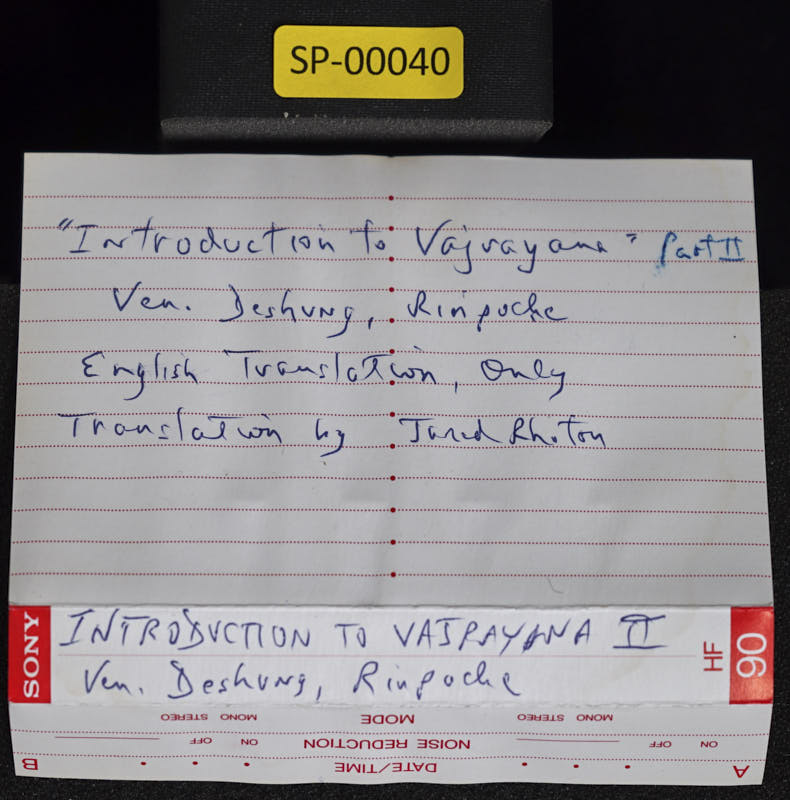 SP-00040
"Introduction to Vajrayana" Part II
Ven. Deshung, Rinpoche
English Translation, Only
Translation by Jared Rhoton
SONY
INTRODUCTION TO VAJRAYANA II
Ven. Deshung, Rinpoche
HF 90
MONO STEREO MODE MONO STEREO
ON OFF NOISE REDUCTION ON OFF
B DATE/TIME A